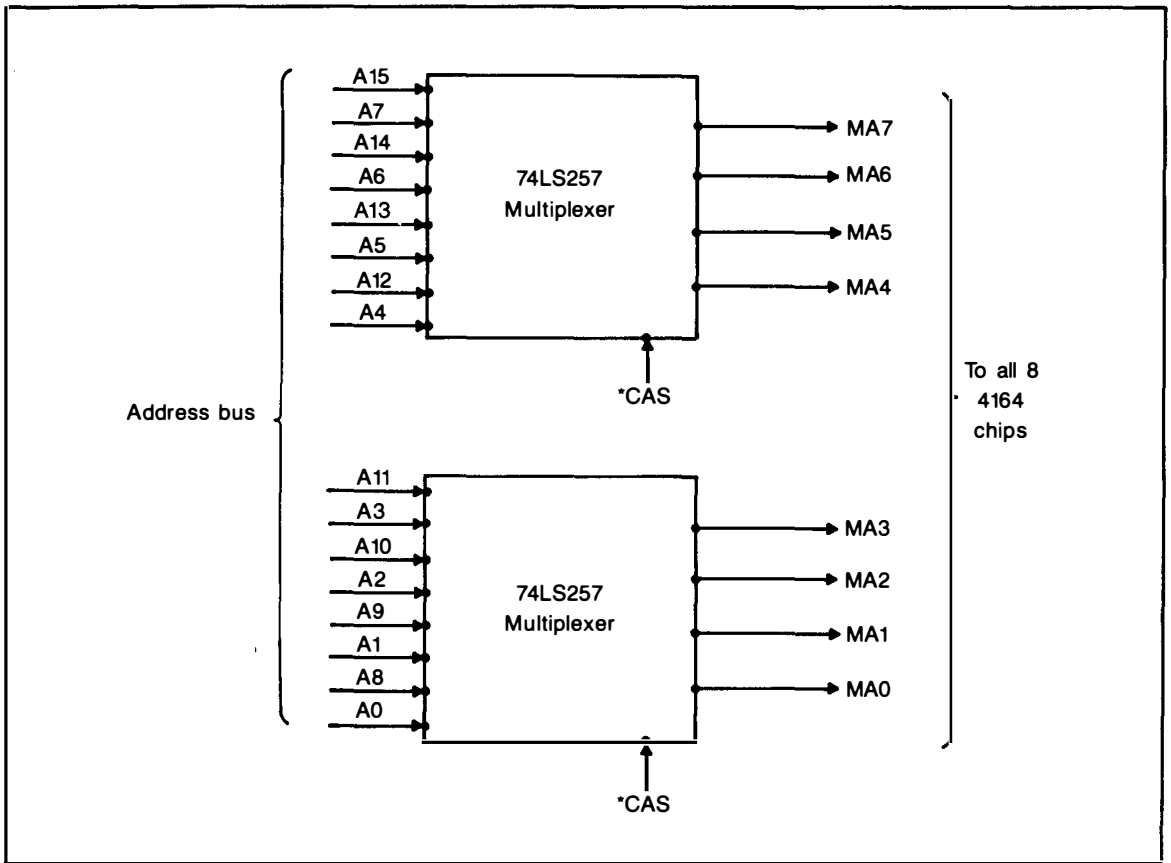 A15
A7
A14
A6
A13
A5
A12
A4
74LS257
Multiplexer
MA7
MA6
MA5
MA4
*CAS
Address bus
To all 8
4164
chips
A11
A3
A10
A2
A9
A1
A8
A0
74LS257
Multiplexer
MA3
MA2
MA1
MA0
*CAS